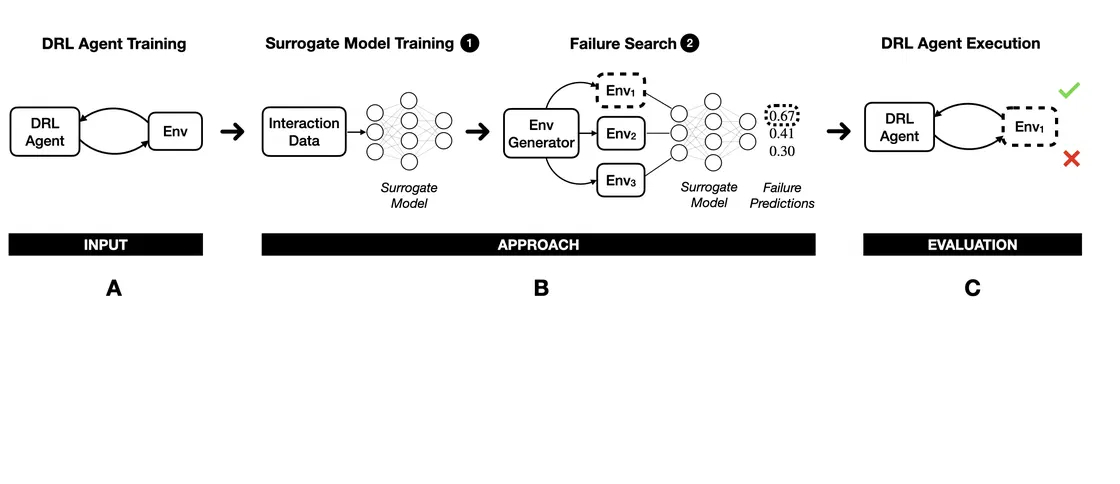 DRL Agent Training
Surrogate Model Training 1
Failure Search 2
DRL Agent Execution
DRL
Agent
Env
Interaction
Data
Surrogate
Model
Env
Generator
Env₁
Env₂
Env₃
Surrogate
Model
0.67
0.41
0.30
Failure
Predictions
DRL
Agent
Env₁
INPUT
APPROACH
EVALUATION
A
B
C